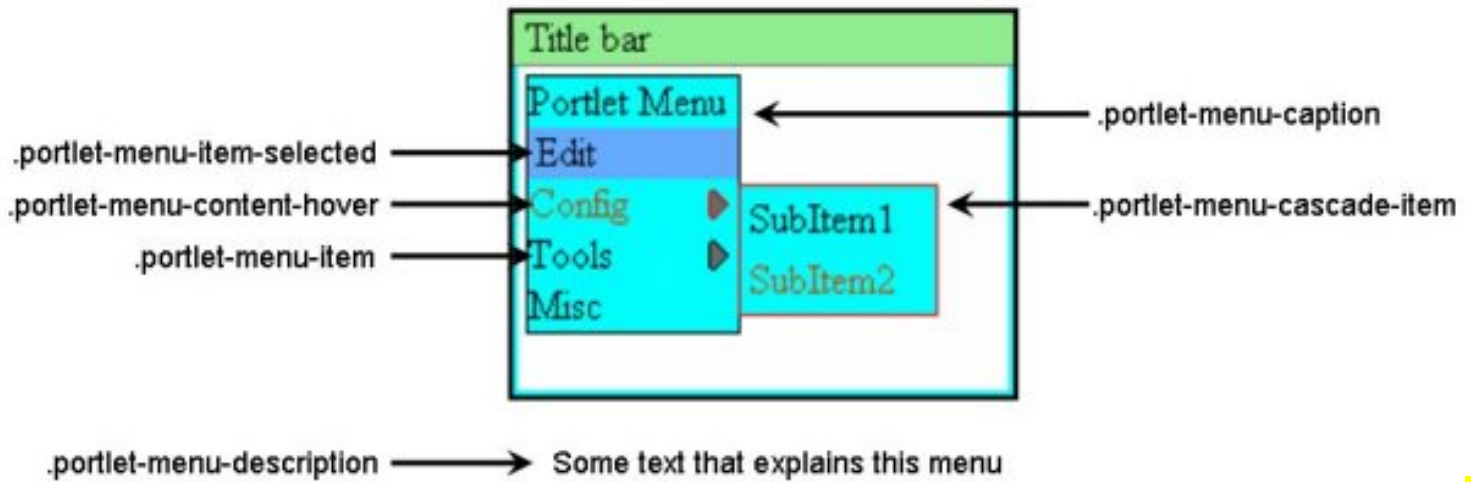 Title bar
Portlet Menu
.portlet-menu-caption
.portlet-menu-item-selected
Edit
.portlet-menu-content-hover
Config
SubItem1
.portlet-menu-cascade-item
.portlet-menu-item
Tools
SubItem2
Misc
.portlet-menu-description
Some text that explains this menu